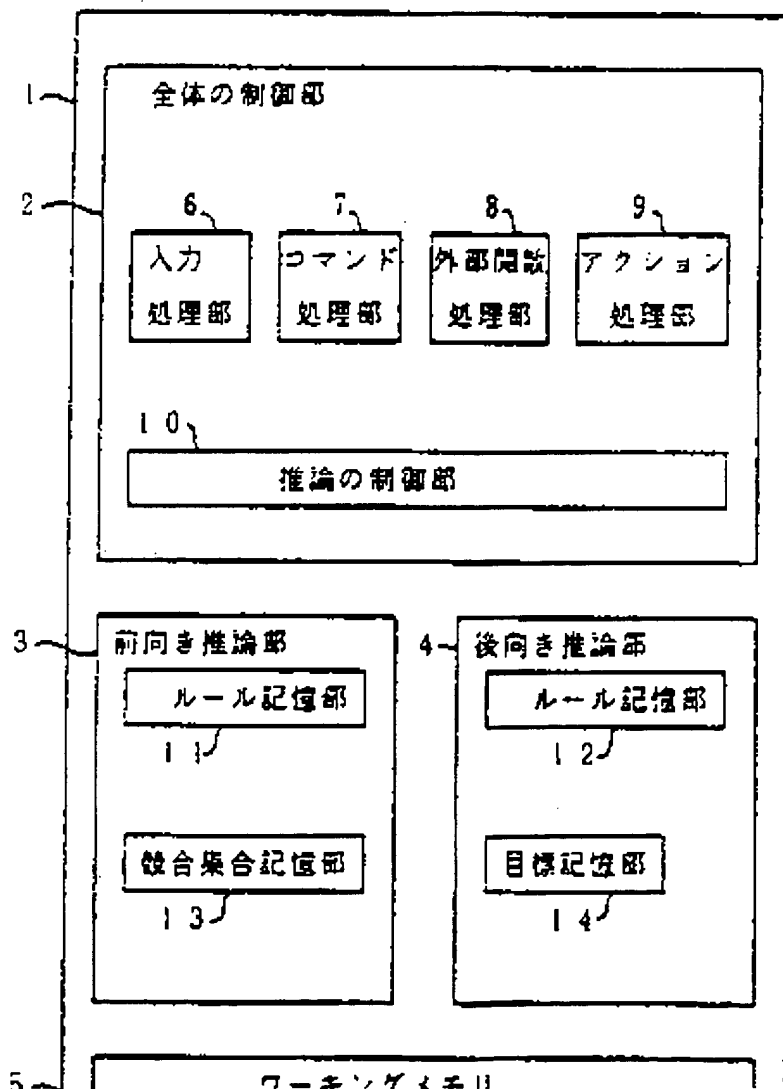 1
全体の制御部
2
6
7
8
9
入力
処理部
コマンド
処理部
外部関数
処理部
アクション
処理部
10
推論の制御部
3
前向き推論部
4
後向き推論部
ルール記憶部
11
ルール記憶部
12
競合集合記憶部
13
目標記憶部
14
5
ワーキングメモリ